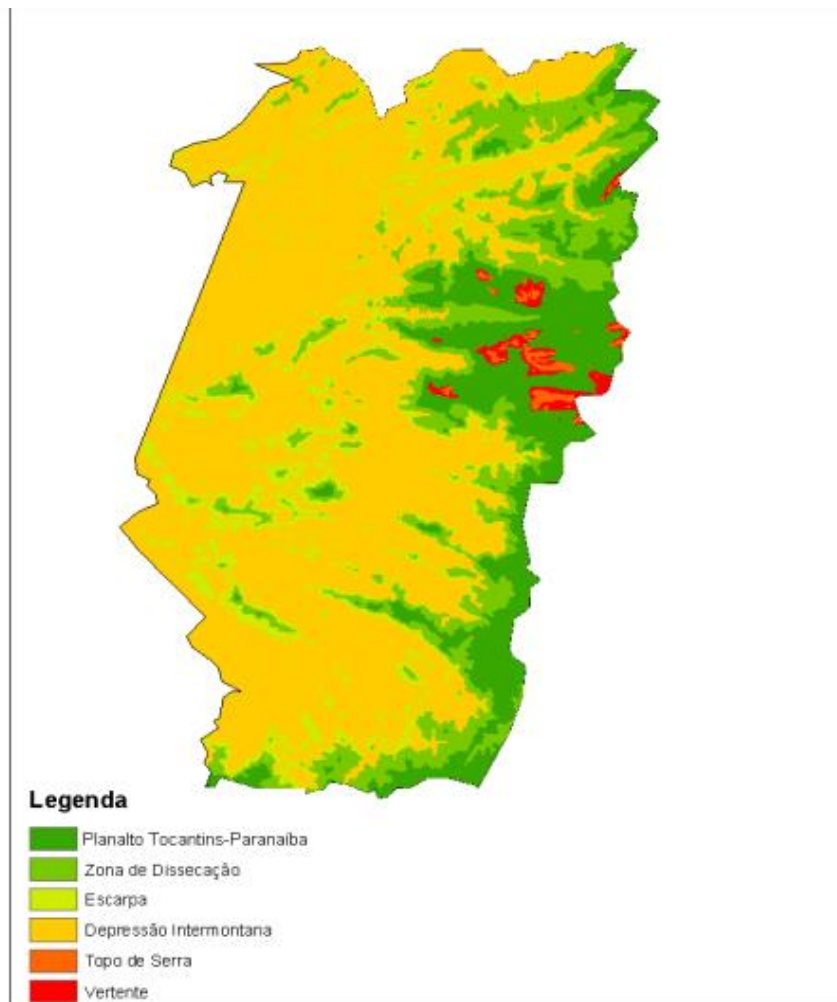 Legenda
Planalto Tocantins-Paranaíba
Zona de Dissecação
Escarpa
Depressão Intermontana
Topo de Serra
Vertente